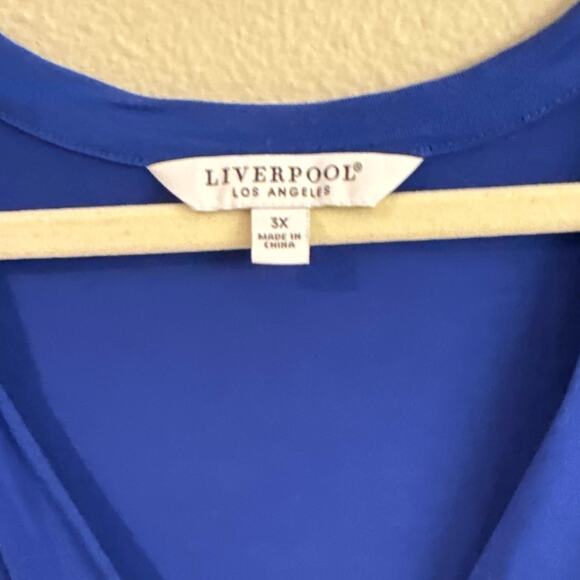 LIVERPOOL®
LOS ANGELES
3X
MADE IN
CHINA